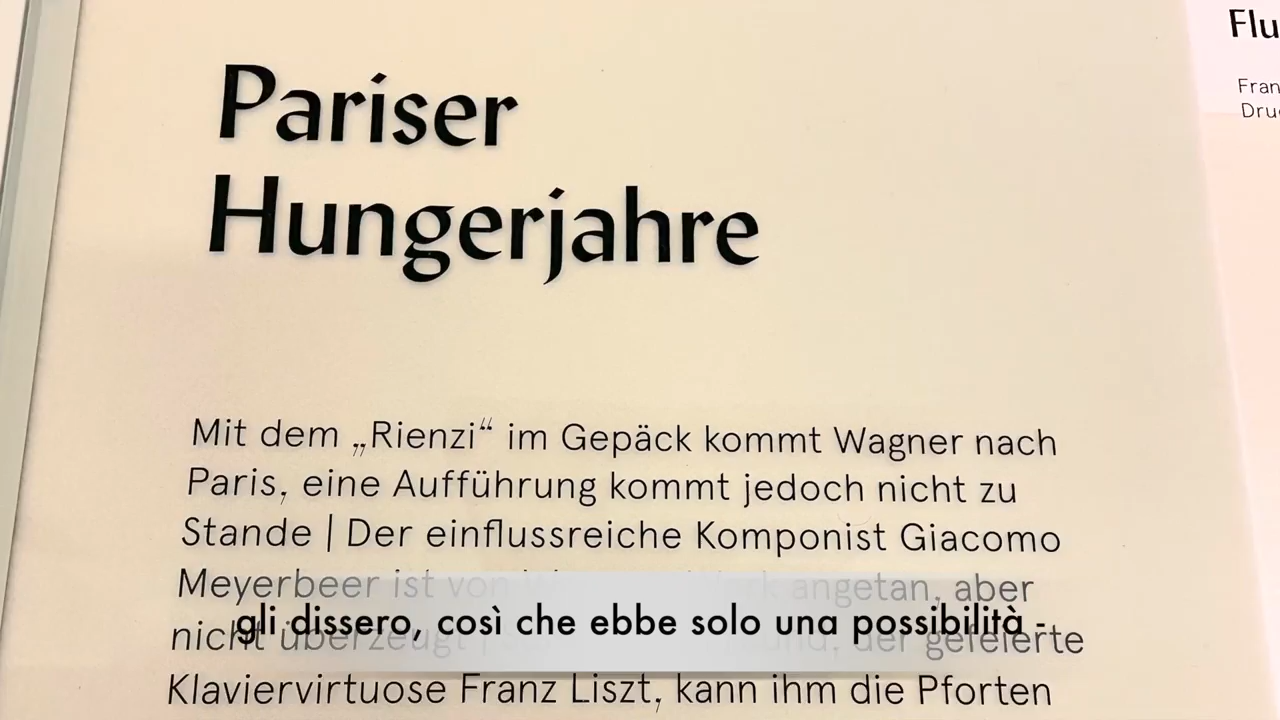 Pariser
Hungerjahre
Mit dem „Rienzi“ im Gepäck kommt Wagner nach
Paris, eine Aufführung kommt jedoch nicht zu
Stande | Der einflussreiche Komponist Giacomo
Meyerbeer ist von angetan, aber
nicht überzeugt | der gefeierte
Klaviervirtuose Franz Liszt, kann ihm die Pforten
gli dissero, così che ebbe solo una possibilità -
Flu
Fran
Dru